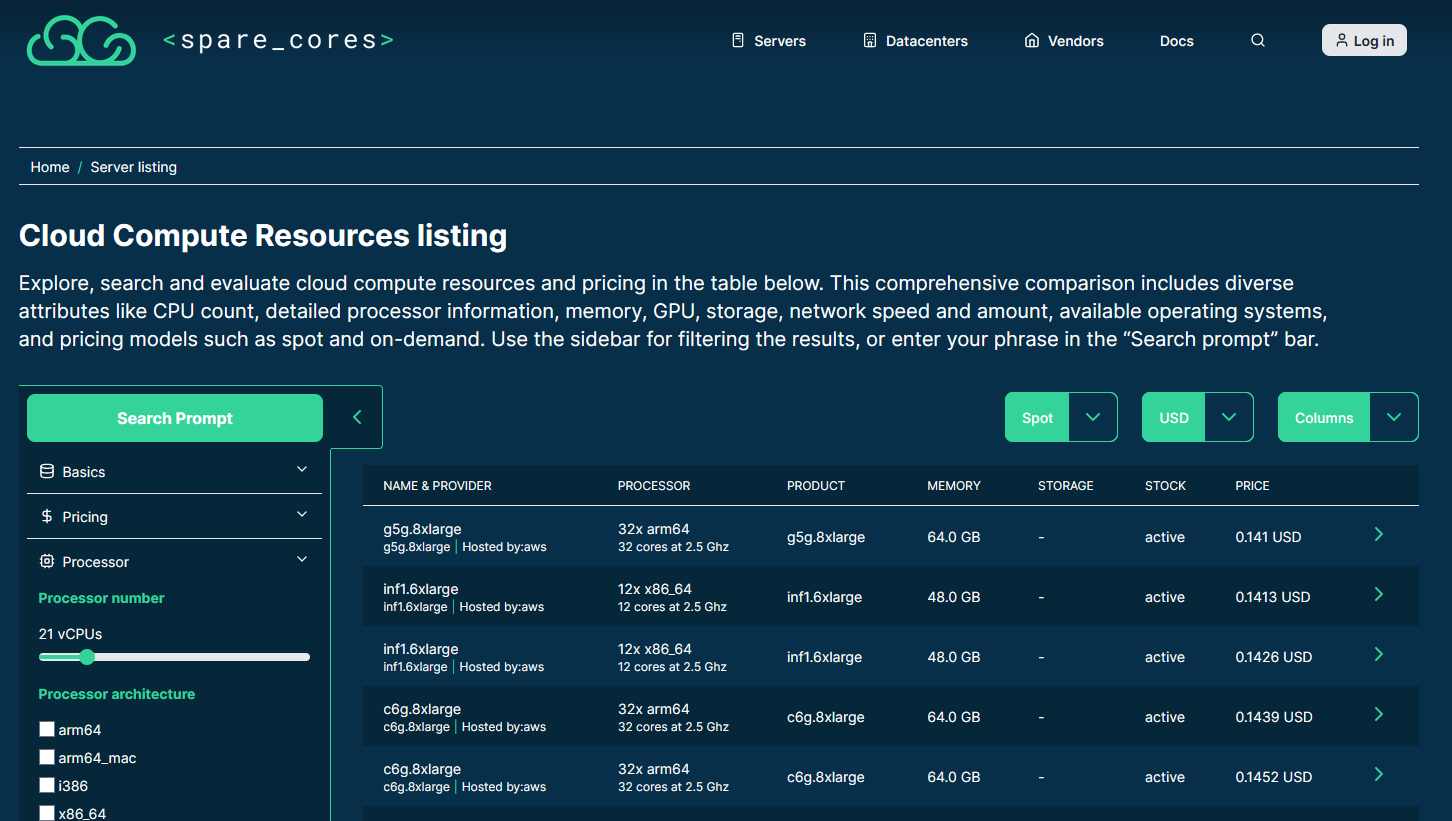 <spare_cores>
Servers
Datacenters
Vendors
Docs
Log in
Home / Server listing
Cloud Compute Resources listing
Explore, search and evaluate cloud compute resources and pricing in the table below. This comprehensive comparison includes diverse
attributes like CPU count, detailed processor information, memory, GPU, storage, network speed and amount, available operating systems,
and pricing models such as spot and on-demand. Use the sidebar for filtering the results, or enter your phrase in the “Search prompt” bar.
Search Prompt
Basics
$ Pricing
Processor
Processor number
21 vCPUs
Processor architecture
arm64
arm64_mac
i386
x86_64
Spot
USD
Columns
NAME & PROVIDER PROCESSOR PRODUCT MEMORY STORAGE STOCK PRICE
g5g.8xlarge 32x arm64
g5g.8xlarge | Hosted by:aws 32 cores at 2.5 Ghz
g5g.8xlarge 64.0 GB - active 0.141 USD
inf1.6xlarge 12x x86_64
inf1.6xlarge | Hosted by:aws 12 cores at 2.5 Ghz
inf1.6xlarge 48.0 GB - active 0.1413 USD
inf1.6xlarge 12x x86_64
inf1.6xlarge | Hosted by:aws 12 cores at 2.5 Ghz
inf1.6xlarge 48.0 GB - active 0.1426 USD
c6g.8xlarge 32x arm64
c6g.8xlarge | Hosted by:aws 32 cores at 2.5 Ghz
c6g.8xlarge 64.0 GB - active 0.1439 USD
c6g.8xlarge 32x arm64
c6g.8xlarge | Hosted by:aws 32 cores at 2.5 Ghz
c6g.8xlarge 64.0 GB - active 0.1452 USD